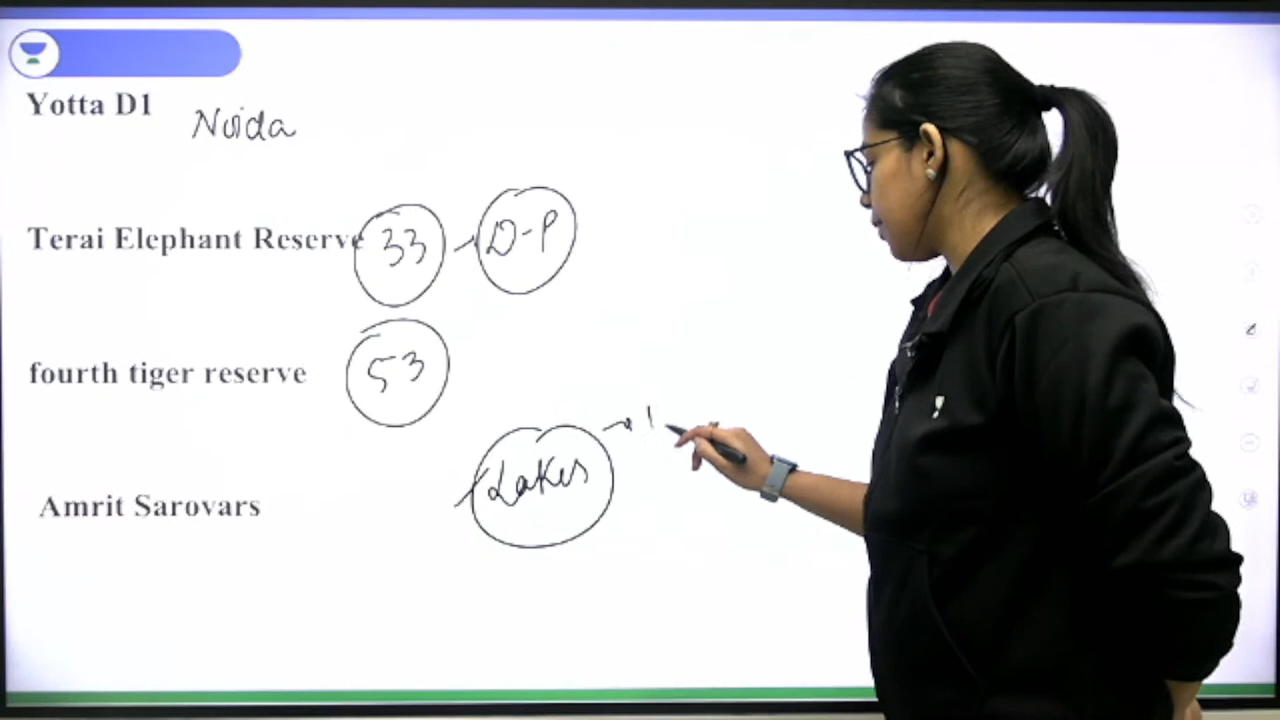 Yotta D1
Noida
Terai Elephant Reserve 33 → D-P
fourth tiger reserve 53
Lakes →
Amrit Sarovars